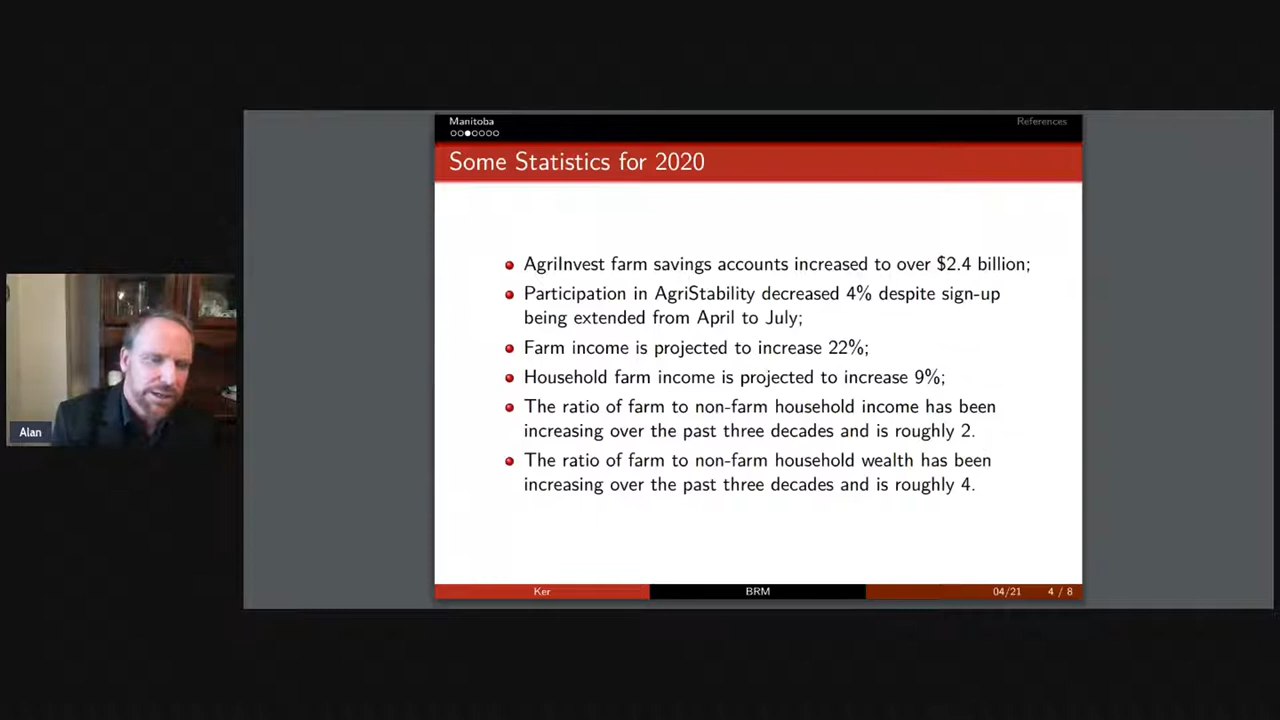 Manitoba
References
Some Statistics for 2020
AgriInvest farm savings accounts increased to over $2.4 billion;
Participation in AgriStability decreased 4% despite sign-up
being extended from April to July;
Farm income is projected to increase 22%;
Household farm income is projected to increase 9%;
The ratio of farm to non-farm household income has been
increasing over the past three decades and is roughly 2.
The ratio of farm to non-farm household wealth has been
increasing over the past three decades and is roughly 4.
Alan
Ker
BRM
04/21
4 / 8